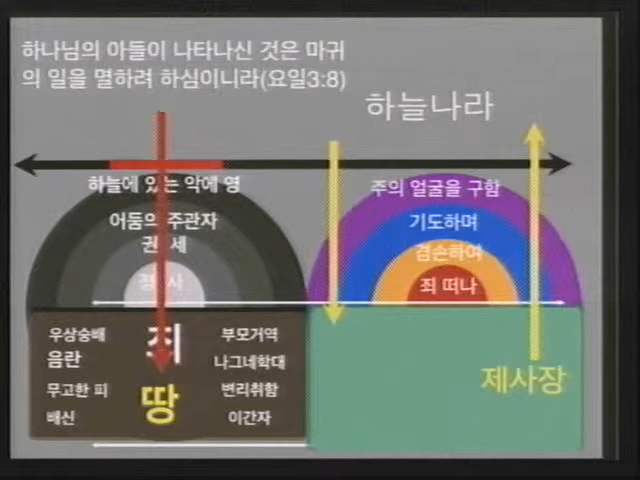 하나님의 아들이 나타나신 것은 마귀
의 일을 멸하려 하심이니라(요일3:8)
하늘나라
하늘에 있는 악에 영
어둠의 주관자
권세
정사
주의 얼굴을 구함
기도하며
겸손하여
죄 떠나
우상숭배
음란
무고한 피
배신
죄
땅
부모거역
나그네학대
변리취함
이간자
제사장